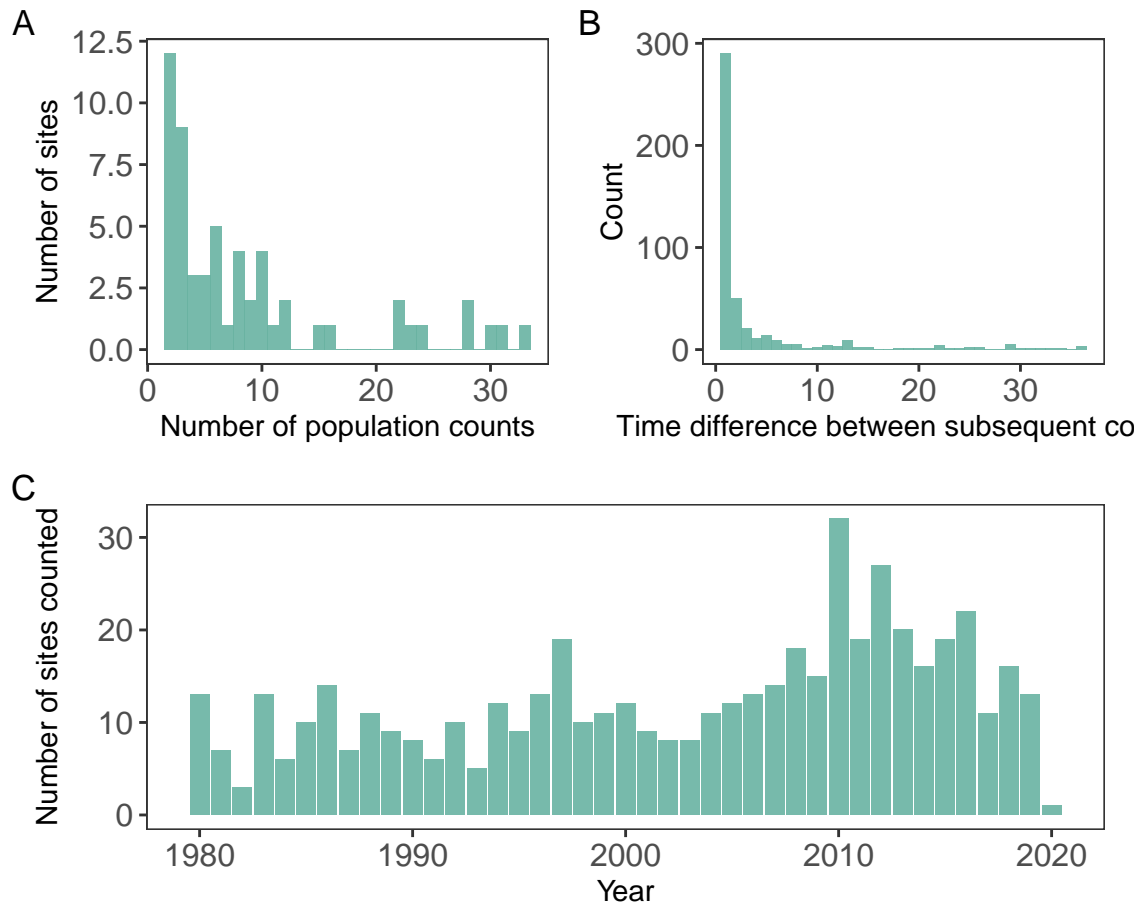 A
12.5
10.0
7.5
5.0
2.5
0.0
0 10 20 30
Number of sites
Number of population counts
B
300
200
100
0
0 10 20 30
Count
Time difference between subsequent co
C
30
20
10
0
1980 1990 2000 2010 2020
Number of sites counted
Year